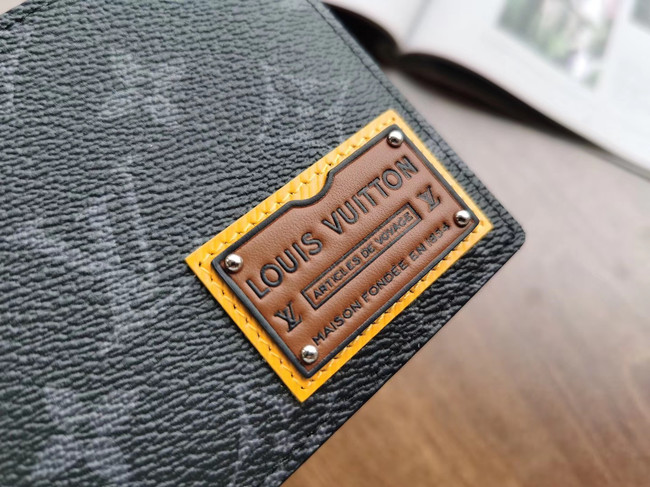 LOUIS VUITTON
LV ARTICLES DE VOYAGE LV
MAISON FONDÉE EN 1854